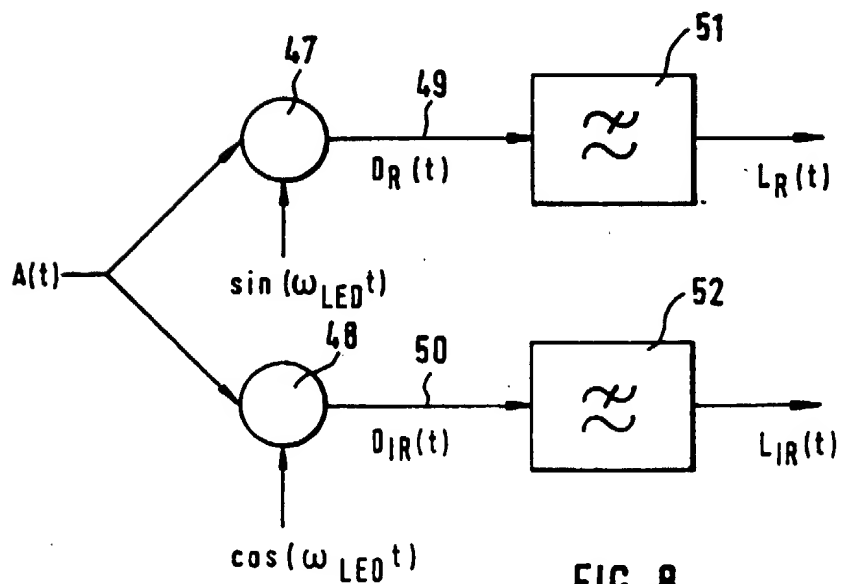 47
49
51
D_R(t)
L_R(t)
A(t)
sin(ω_LED t)
48
50
52
D_IR(t)
L_IR(t)
cos(ω_LED t)
FIG. 8